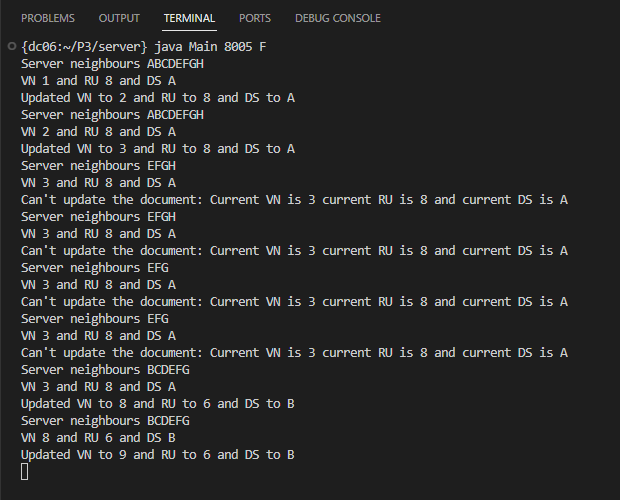 PROBLEMS OUTPUT TERMINAL PORTS DEBUG CONSOLE
{dc06:~/P3/server} java Main 8005 F
Server neighbours ABCDEFGH
VN 1 and RU 8 and DS A
Updated VN to 2 and RU to 8 and DS to A
Server neighbours ABCDEFGH
VN 2 and RU 8 and DS A
Updated VN to 3 and RU to 8 and DS to A
Server neighbours EFGH
VN 3 and RU 8 and DS A
Can't update the document: Current VN is 3 current RU is 8 and current DS is A
Server neighbours EFGH
VN 3 and RU 8 and DS A
Can't update the document: Current VN is 3 current RU is 8 and current DS is A
Server neighbours EFG
VN 3 and RU 8 and DS A
Can't update the document: Current VN is 3 current RU is 8 and current DS is A
Server neighbours EFG
VN 3 and RU 8 and DS A
Can't update the document: Current VN is 3 current RU is 8 and current DS is A
Server neighbours BCDEFG
VN 3 and RU 8 and DS A
Updated VN to 8 and RU to 6 and DS to B
Server neighbours BCDEFG
VN 8 and RU 6 and DS B
Updated VN to 9 and RU to 6 and DS to B